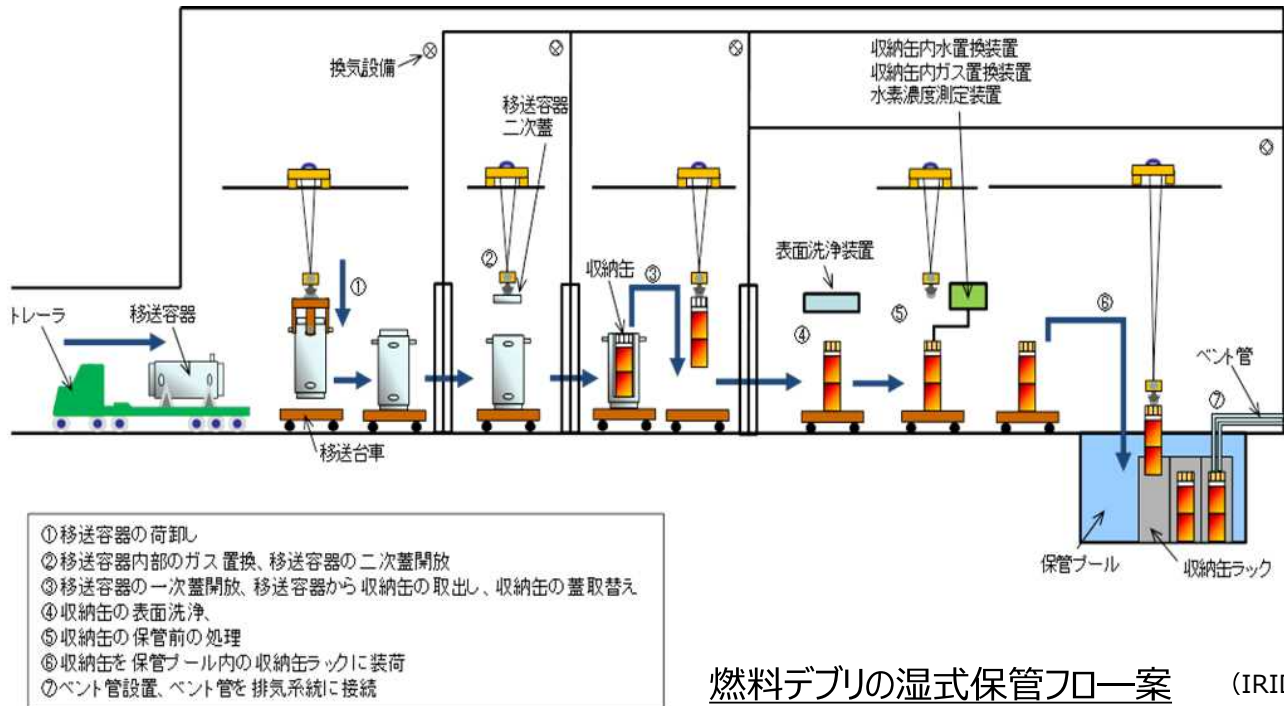 換気設備
移送容器
二次蓋
収納缶内水置換装置
収納缶内ガス置換装置
水素濃度測定装置
①
②
収納缶
③
表面洗浄装置
④
⑤
⑥
⑦
ベント管
トレーラ
移送容器
移送台車
保管プール
収納缶ラック
①移送容器の荷卸し
②移送容器内部のガス置換、移送容器の二次蓋開放
③移送容器の一次蓋開放、移送容器から収納缶の取出し、収納缶の蓋取替え
④収納缶の表面洗浄、
⑤収納缶の保管前の処理
⑥収納缶を保管プール内の収納缶ラックに装荷
⑦ベント管設置、ベント管を排気系統に接続
燃料デブリの湿式保管フロー案 (IRI